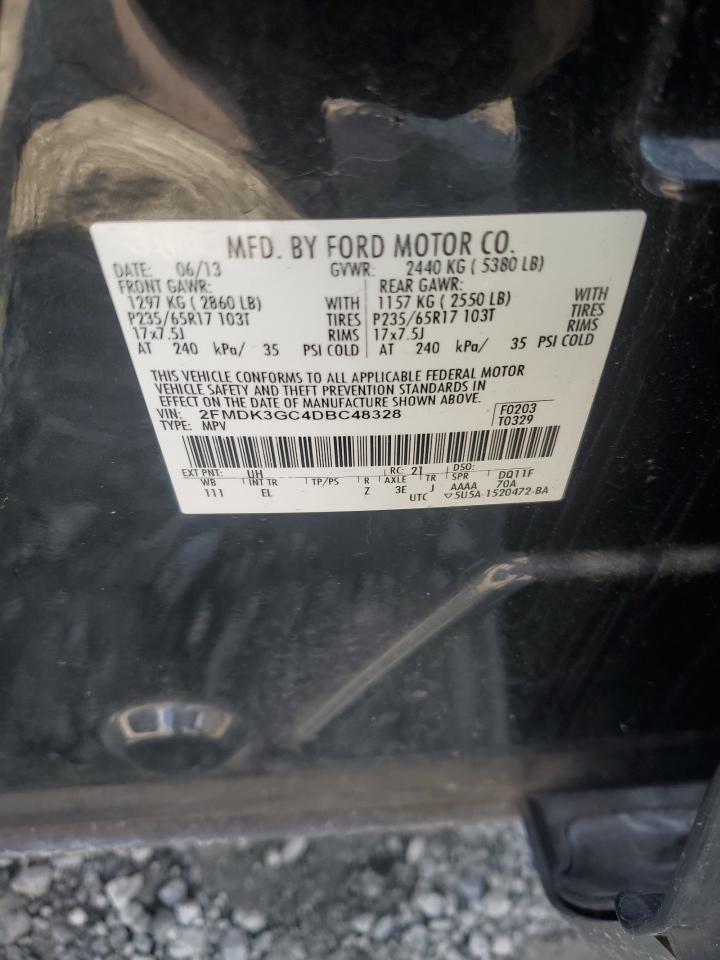 MFD. BY FORD MOTOR CO.
DATE: 06/13 GVWR: 2440 KG ( 5380 LB)
FRONT GAWR: REAR GAWR:
1297 KG ( 2860 LB) WITH 1157 KG ( 2550 LB) WITH
P235/65R17 103T TIRES P235/65R17 103T TIRES
17x7.5J RIMS 17x7.5J RIMS
AT 240 kPa/ 35 PSI COLD AT 240 kPa/ 35 PSI COLD
THIS VEHICLE CONFORMS TO ALL APPLICABLE FEDERAL MOTOR
VEHICLE SAFETY AND THEFT PREVENTION STANDARDS IN
EFFECT ON THE DATE OF MANUFACTURE SHOWN ABOVE.
VIN: 2FMDK3GC4DBC48328 F0203
TYPE: MPV T0329
EXT PNT: UH RC: 21 DSO: DQ11F
WB INT TR TP/PS R AXLE TR SPR
111 EL Z 3E J AAAA 70A
UTC ▽5U5A-1520472-BA